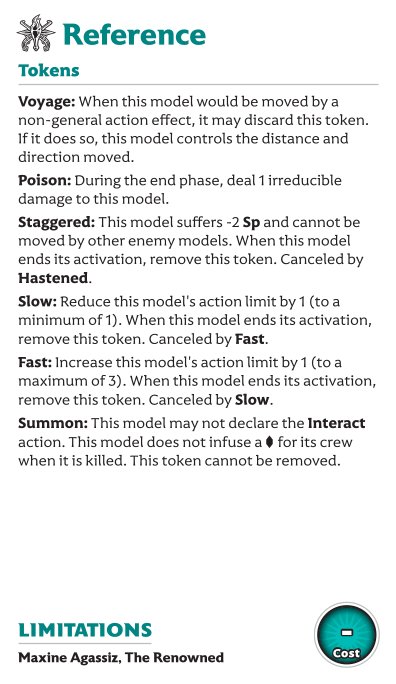 Reference
Tokens
Voyage: When this model would be moved by a
non-general action effect, it may discard this token.
If it does so, this model controls the distance and
direction moved.
Poison: During the end phase, deal 1 irreducible
damage to this model.
Staggered: This model suffers -2 Sp and cannot be
moved by other enemy models. When this model
ends its activation, remove this token. Canceled by
Hastened.
Slow: Reduce this model's action limit by 1 (to a
minimum of 1). When this model ends its activation,
remove this token. Canceled by Fast.
Fast: Increase this model's action limit by 1 (to a
maximum of 3). When this model ends its activation,
remove this token. Canceled by Slow.
Summon: This model may not declare the Interact
action. This model does not infuse a for its crew
when it is killed. This token cannot be removed.
LIMITATIONS
Maxine Agassiz, The Renowned
-
Cost